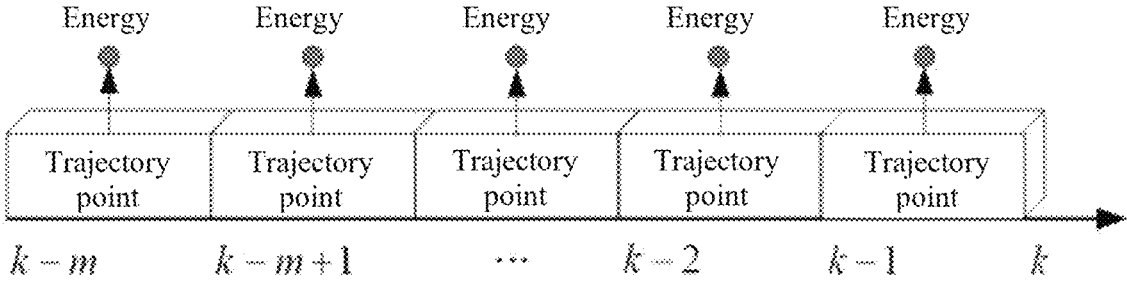 Energy Energy Energy Energy Energy
Trajectory point Trajectory point Trajectory point Trajectory point Trajectory point
k−m k−m+1 ... k−2 k−1 k